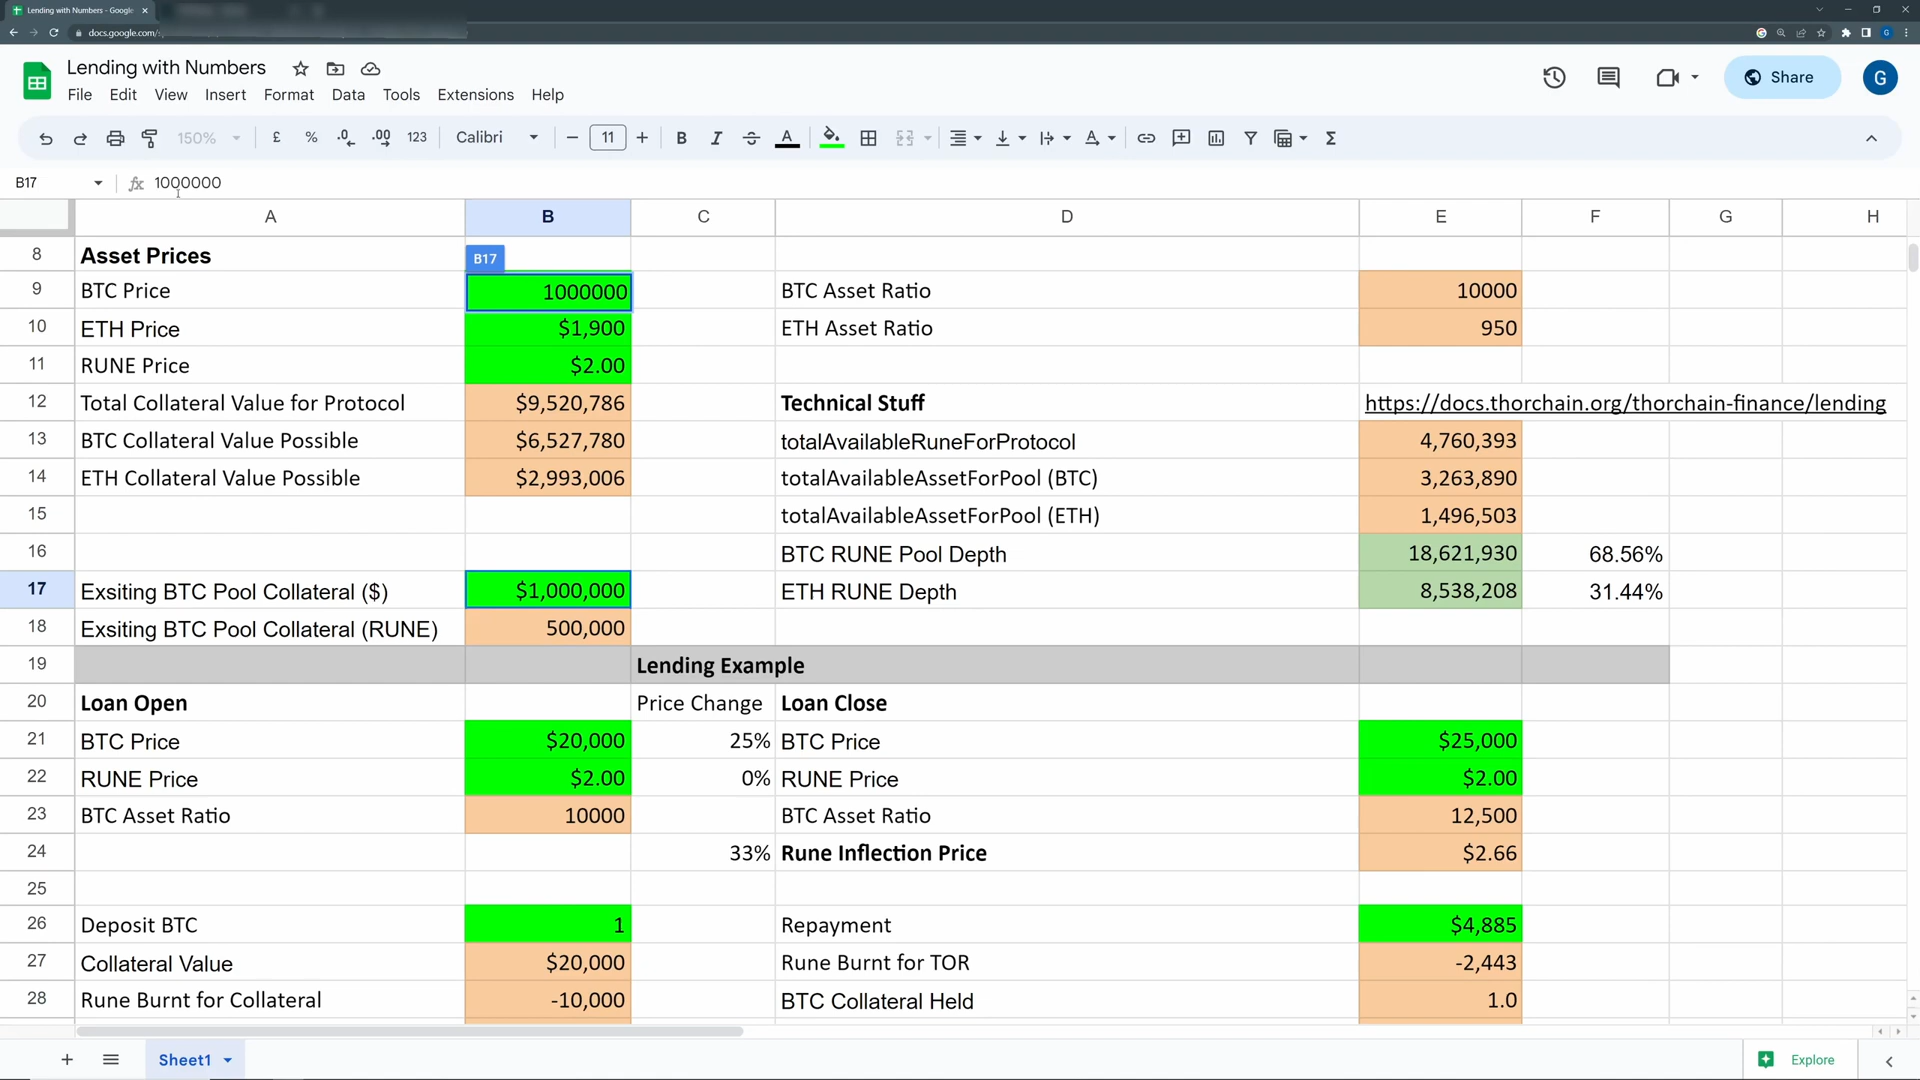 Lending with Numbers - Google
docs.google.com/
Lending with Numbers
File Edit View Insert Format Data Tools Extensions Help
Share
G
150% £ % .0 .00 123 Calibri 11 B I A
B17 fx 1000000
A B C D E F G H
8 Asset Prices B17
9 BTC Price 1000000 BTC Asset Ratio 10000
10 ETH Price $1,900 ETH Asset Ratio 950
11 RUNE Price $2.00
12 Total Collateral Value for Protocol $9,520,786 Technical Stuff https://docs.thorchain.org/thorchain-finance/lending
13 BTC Collateral Value Possible $6,527,780 totalAvailableRuneForProtocol 4,760,393
14 ETH Collateral Value Possible $2,993,006 totalAvailableAssetForPool (BTC) 3,263,890
15 totalAvailableAssetForPool (ETH) 1,496,503
16 BTC RUNE Pool Depth 18,621,930 68.56%
17 Exsiting BTC Pool Collateral ($) $1,000,000 ETH RUNE Depth 8,538,208 31.44%
18 Exsiting BTC Pool Collateral (RUNE) 500,000
19 Lending Example
20 Loan Open Price Change Loan Close
21 BTC Price $20,000 25% BTC Price $25,000
22 RUNE Price $2.00 0% RUNE Price $2.00
23 BTC Asset Ratio 10000 BTC Asset Ratio 12,500
24 33% Rune Inflection Price $2.66
25
26 Deposit BTC 1 Repayment $4,885
27 Collateral Value $20,000 Rune Burnt for TOR -2,443
28 Rune Burnt for Collateral -10,000 BTC Collateral Held 1.0
Sheet1
Explore